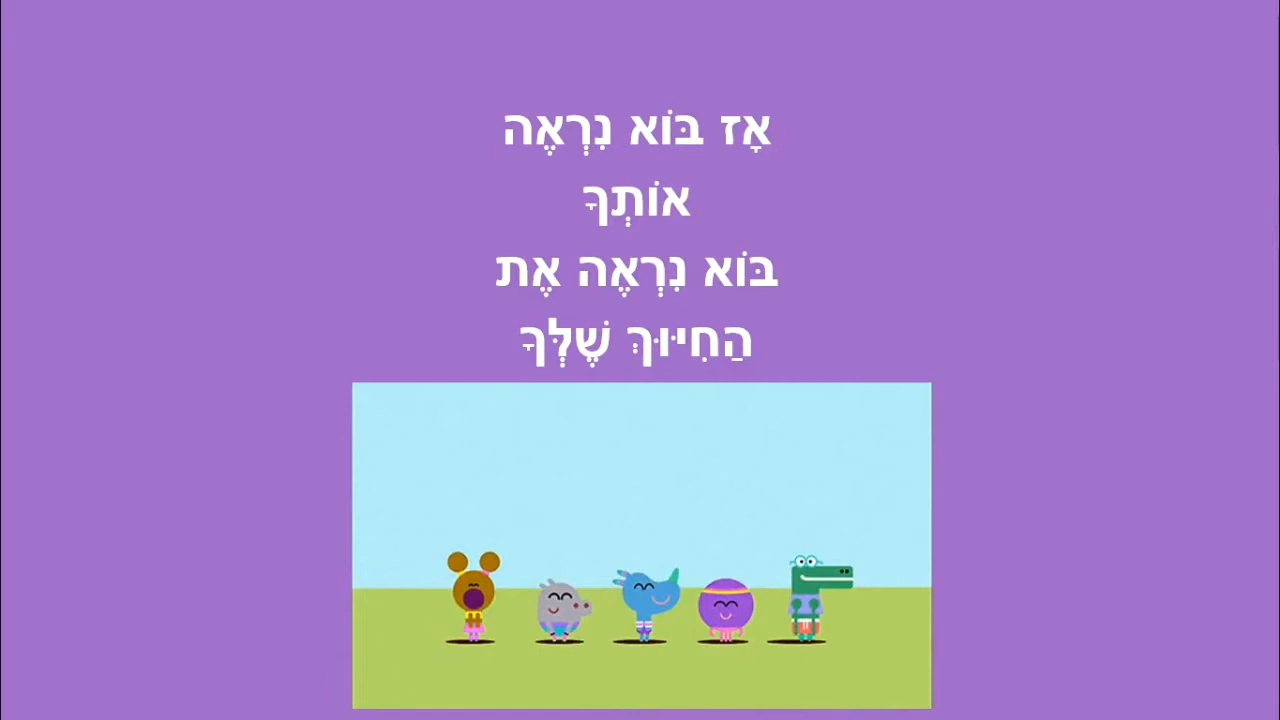 אָז בּוֹא נִרְאֶה
אוֹתְךָ
בּוֹא נִרְאֶה אֶת
הַחִיּוּךְ שֶׁלְּךָ